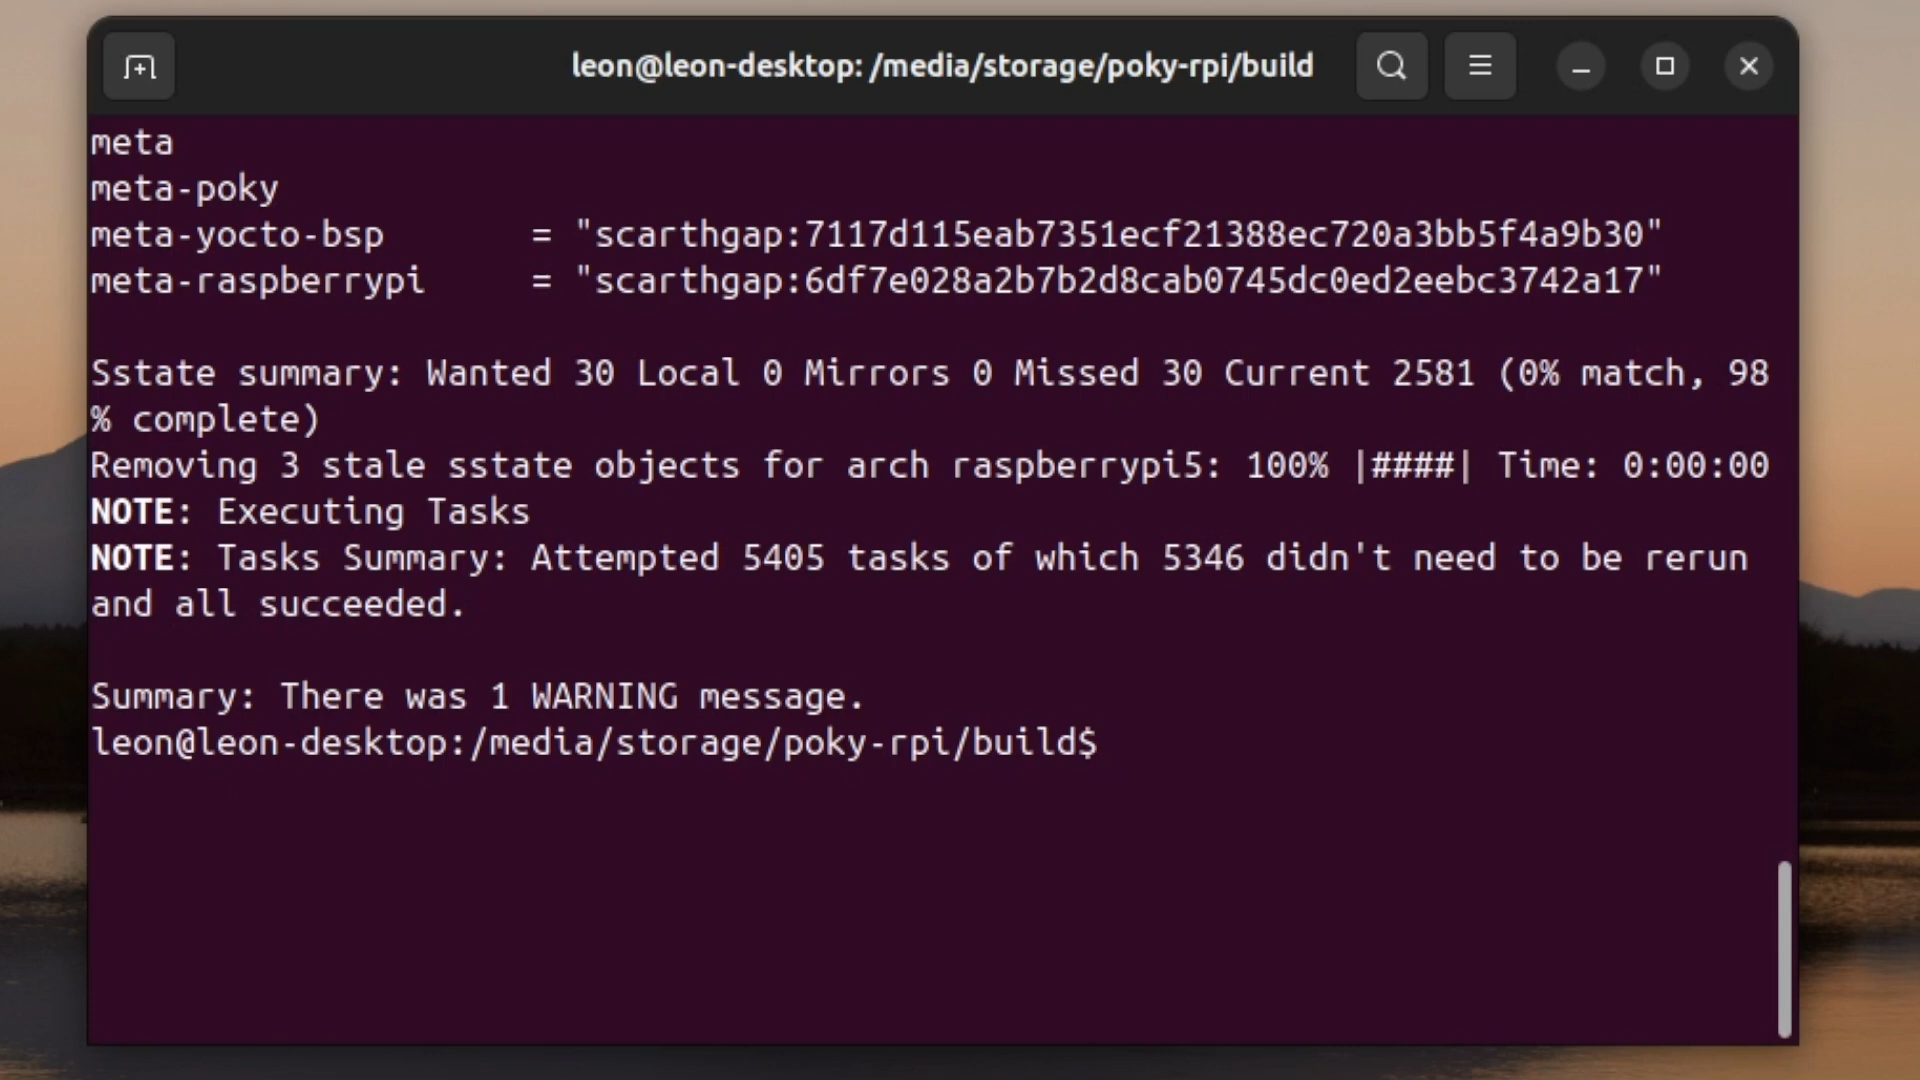 leon@leon-desktop: /media/storage/poky-rpi/build
meta
meta-poky
meta-yocto-bsp       = "scarthgap:7117d115eab7351ecf21388ec720a3bb5f4a9b30"
meta-raspberrypi     = "scarthgap:6df7e028a2b7b2d8cab0745dc0ed2eebc3742a17"
Sstate summary: Wanted 30 Local 0 Mirrors 0 Missed 30 Current 2581 (0% match, 98
% complete)
Removing 3 stale sstate objects for arch raspberrypi5: 100% |####| Time: 0:00:00
NOTE: Executing Tasks
NOTE: Tasks Summary: Attempted 5405 tasks of which 5346 didn't need to be rerun
and all succeeded.
Summary: There was 1 WARNING message.
leon@leon-desktop:/media/storage/poky-rpi/build$